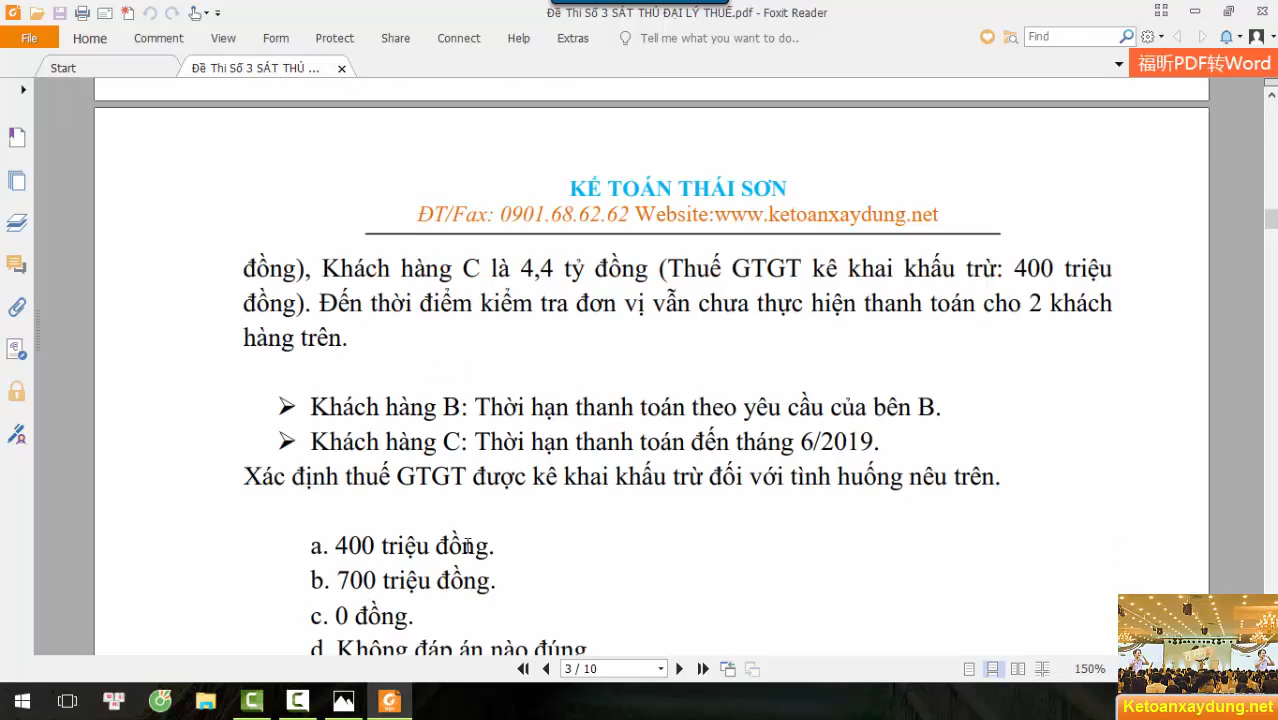 Đề Thi Số 3 SÁT THỦ ĐẠI LÝ THUẾ.pdf - Foxit Reader
File Home Comment View Form Protect Share Connect Help Extras Tell me what you want to do.. Find
Start Đề Thi Số 3 SÁT THỦ ... 福昕PDF转Word
KẾ TOÁN THÁI SƠN
ĐT/Fax: 0901.68.62.62 Website:www.ketoanxaydung.net
đồng), Khách hàng C là 4,4 tỷ đồng (Thuế GTGT kê khai khấu trừ: 400 triệu
đồng). Đến thời điểm kiểm tra đơn vị vẫn chưa thực hiện thanh toán cho 2 khách
hàng trên.
➢ Khách hàng B: Thời hạn thanh toán theo yêu cầu của bên B.
➢ Khách hàng C: Thời hạn thanh toán đến tháng 6/2019.
Xác định thuế GTGT được kê khai khấu trừ đối với tình huống nêu trên.
a. 400 triệu đồng.
b. 700 triệu đồng.
c. 0 đồng.
d. Không đáp án nào đúng
3 / 10 150%
Ketoanxaydung.net